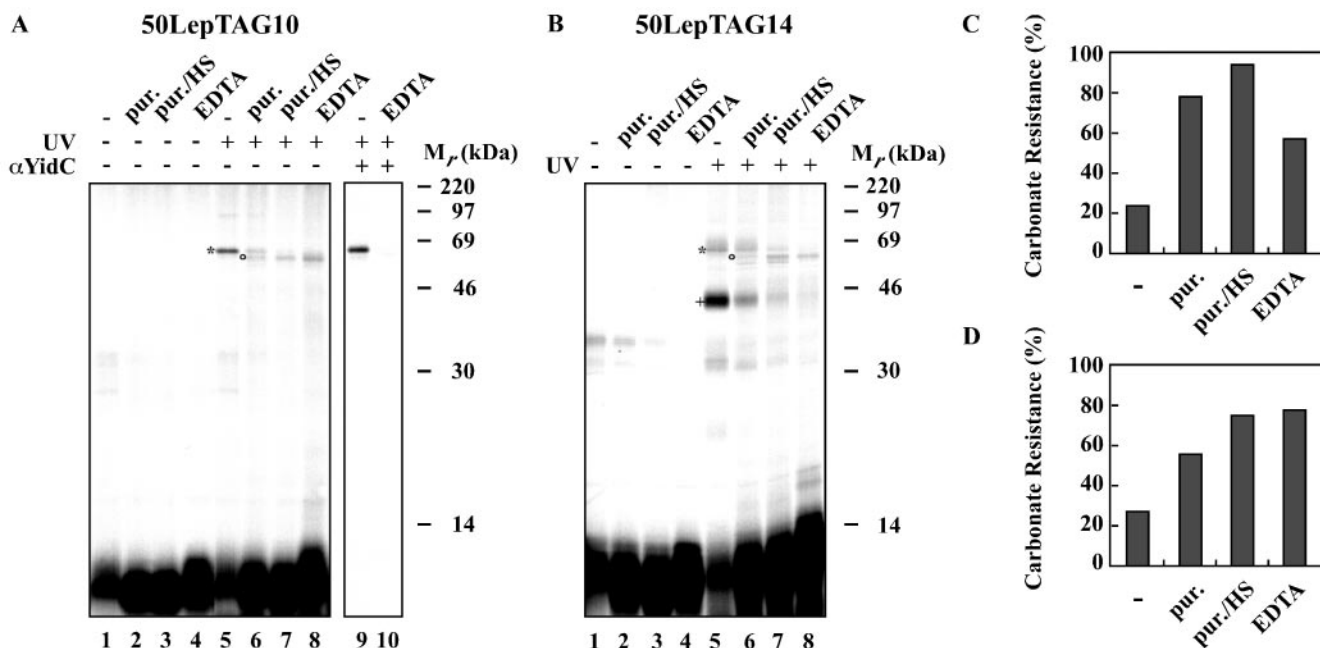 A
50LepTAG10
- pur. pur./HS EDTA - pur. pur./HS EDTA - EDTA
UV - - - - + + + + + +
αYidC - - - - - - - - + +
Mr (kDa)
220
97
69
46
30
14
*
°
1 2 3 4 5 6 7 8 9 10
B
50LepTAG14
- pur. pur./HS EDTA - pur. pur./HS EDTA
UV - - - - + + + +
Mr (kDa)
220
97
69
46
30
14
*
°
+
1 2 3 4 5 6 7 8
C
Carbonate Resistance (%)
100
80
60
40
20
0
- pur. pur./HS EDTA
D
Carbonate Resistance (%)
100
80
60
40
20
0
- pur. pur./HS EDTA